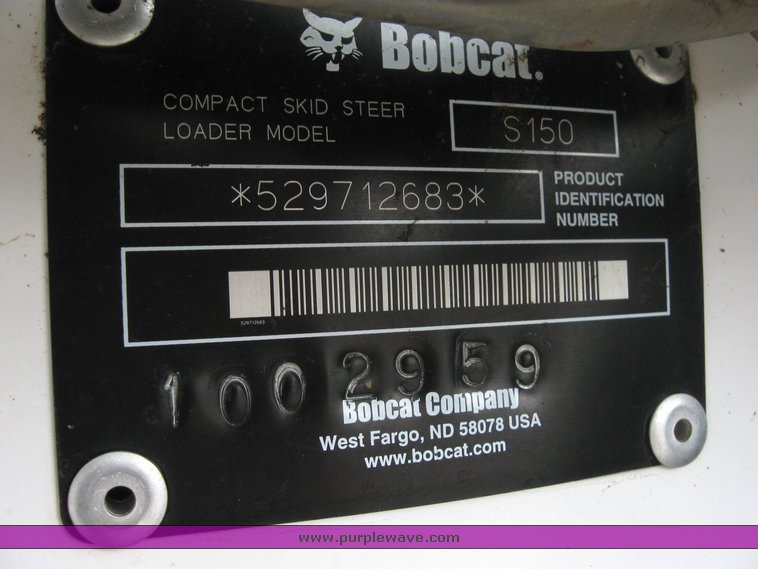 Bobcat.
COMPACT SKID STEER
LOADER MODEL
S150
*529712683*
PRODUCT
IDENTIFICATION
NUMBER
529712683
1002959
Bobcat Company
West Fargo, ND 58078 USA
www.bobcat.com
www.purplewave.com